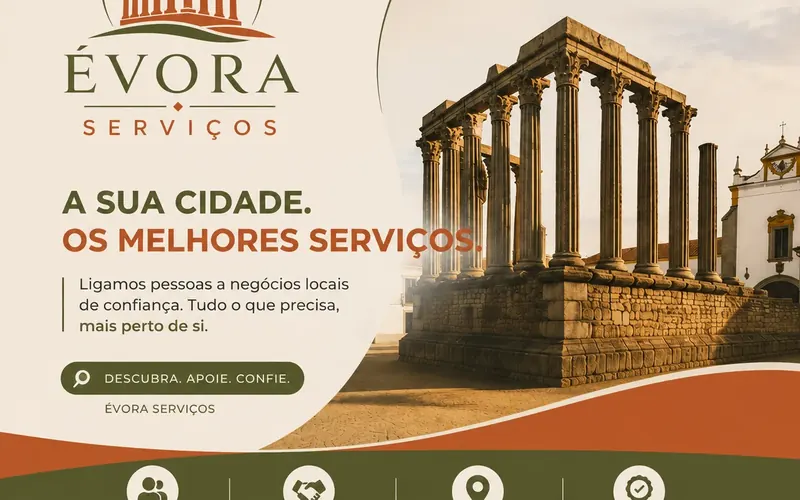 ÉVORA
SERVIÇOS
A SUA CIDADE.
OS MELHORES SERVIÇOS.
Ligamos pessoas a negócios locais
de confiança. Tudo o que precisa,
mais perto de si.
DESCUBRA. APOIE. CONFIE.
ÉVORA SERVIÇOS